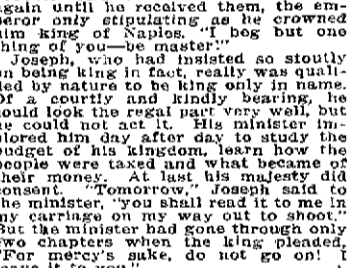 again until he received them, the em-
peror only stipulating as he crowned
him king of Naples. "I beg but one
thing of you—be master!"
Joseph, who had insisted so stoutly
on being king in fact, really was quali-
fied by nature to be king only in name.
Of a courtly and kindly bearing, he
could look the regal part very well, but
he could not act it. His minister im-
plored him day after day to study the
budget of his kingdom, learn how the
people were taxed and what became of
their money. At last his majesty did
consent. "Tomorrow," Joseph said to
the minister, "you shall read it to me in
my carriage on my way out to shoot."
But the minister had gone through only
two chapters when the king pleaded,
"For mercy's sake, do not go on! I
leave it to you."